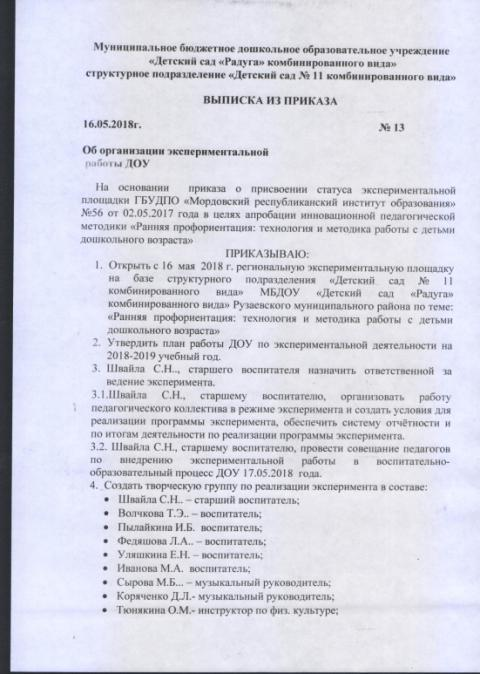 Муниципальное бюджетное дошкольное образовательное учреждение
«Детский сад «Радуга» комбинированного вида»
структурное подразделение «Детский сад № 11 комбинированного вида»
ВЫПИСКА ИЗ ПРИКАЗА
16.05.2018г. № 13
Об организации экспериментальной
работы ДОУ
На основании приказа о присвоении статуса экспериментальной
площадки ГБУДПО «Мордовский республиканский институт образования»
№56 от 02.05.2017 года в целях апробации инновационной педагогической
методики «Ранняя профориентация: технология и методика работы с детьми
дошкольного возраста»
ПРИКАЗЫВАЮ:
1. Открыть с 16 мая 2018 г. региональную экспериментальную площадку
на базе структурного подразделения «Детский сад № 11
комбинированного вида» МБДОУ «Детский сад «Радуга»
комбинированного вида» Рузаевского муниципального района по теме:
«Ранняя профориентация: технология и методика работы с детьми
дошкольного возраста»
2. Утвердить план работы ДОУ по экспериментальной деятельности на
2018-2019 учебный год.
3. Швайла С.Н.., старшего воспитателя назначить ответственной за
ведение эксперимента.
3.1.Швайла С.Н., старшему воспитателю, организовать работу
педагогического коллектива в режиме эксперимента и создать условия для
реализации программы эксперимента, обеспечить систему отчётности и
по итогам деятельности по реализации программы эксперимента.
3.2. Швайла С.Н., старшему воспитателю, провести совещание педагогов
по внедрению экспериментальной работы в воспитательно-
образовательный процесс ДОУ 17.05.2018 года.
4. Создать творческую группу по реализации эксперимента в составе:
• Швайла С.Н.. – старший воспитатель;
• Волчкова Т.Э.. – воспитатель;
• Пылайкина И.Б. воспитатель;
• Федяшова Л.А.. – воспитатель;
• Уляшкина Е.Н. – воспитатель;
• Иванова М.А. воспитатель;
• Сырова М.Б... – музыкальный руководитель;
• Коряченко Д.Л.- музыкальный руководитель;
• Тюнякина О.М.- инструктор по физ. культуре;